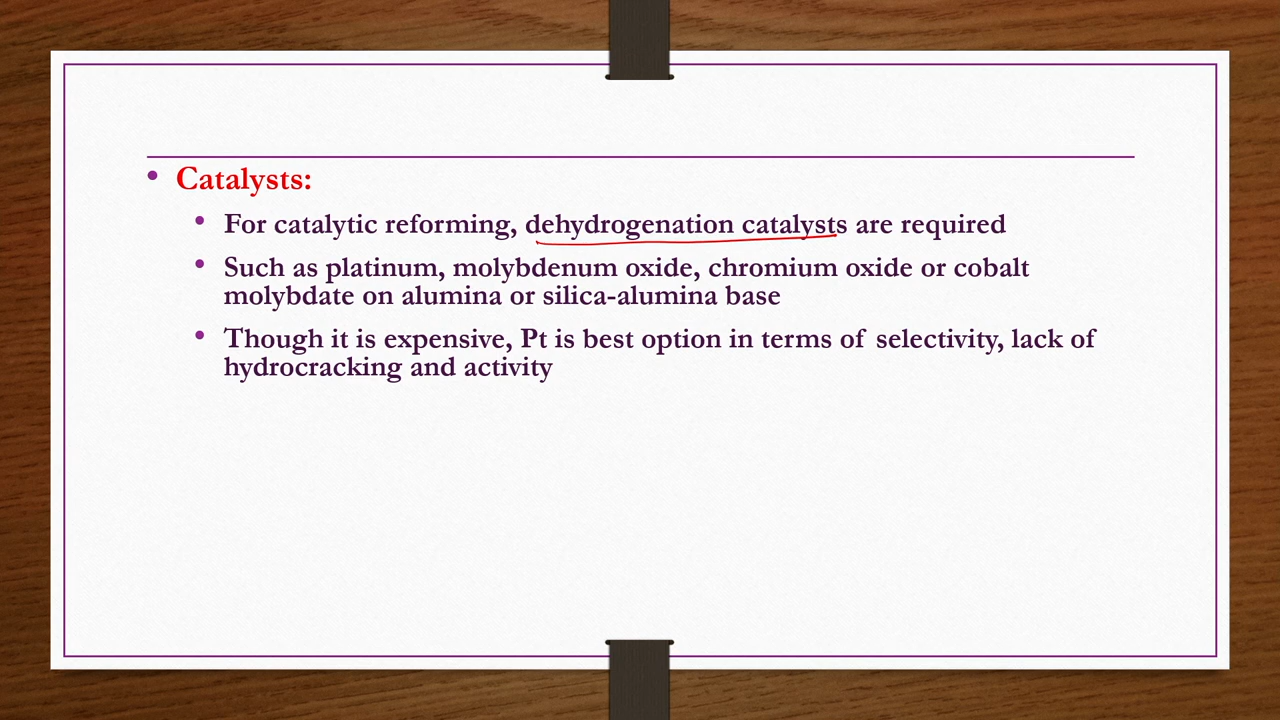 Catalysts:
For catalytic reforming, dehydrogenation catalysts are required
Such as platinum, molybdenum oxide, chromium oxide or cobalt
molybdate on alumina or silica-alumina base
Though it is expensive, Pt is best option in terms of selectivity, lack of
hydrocracking and activity